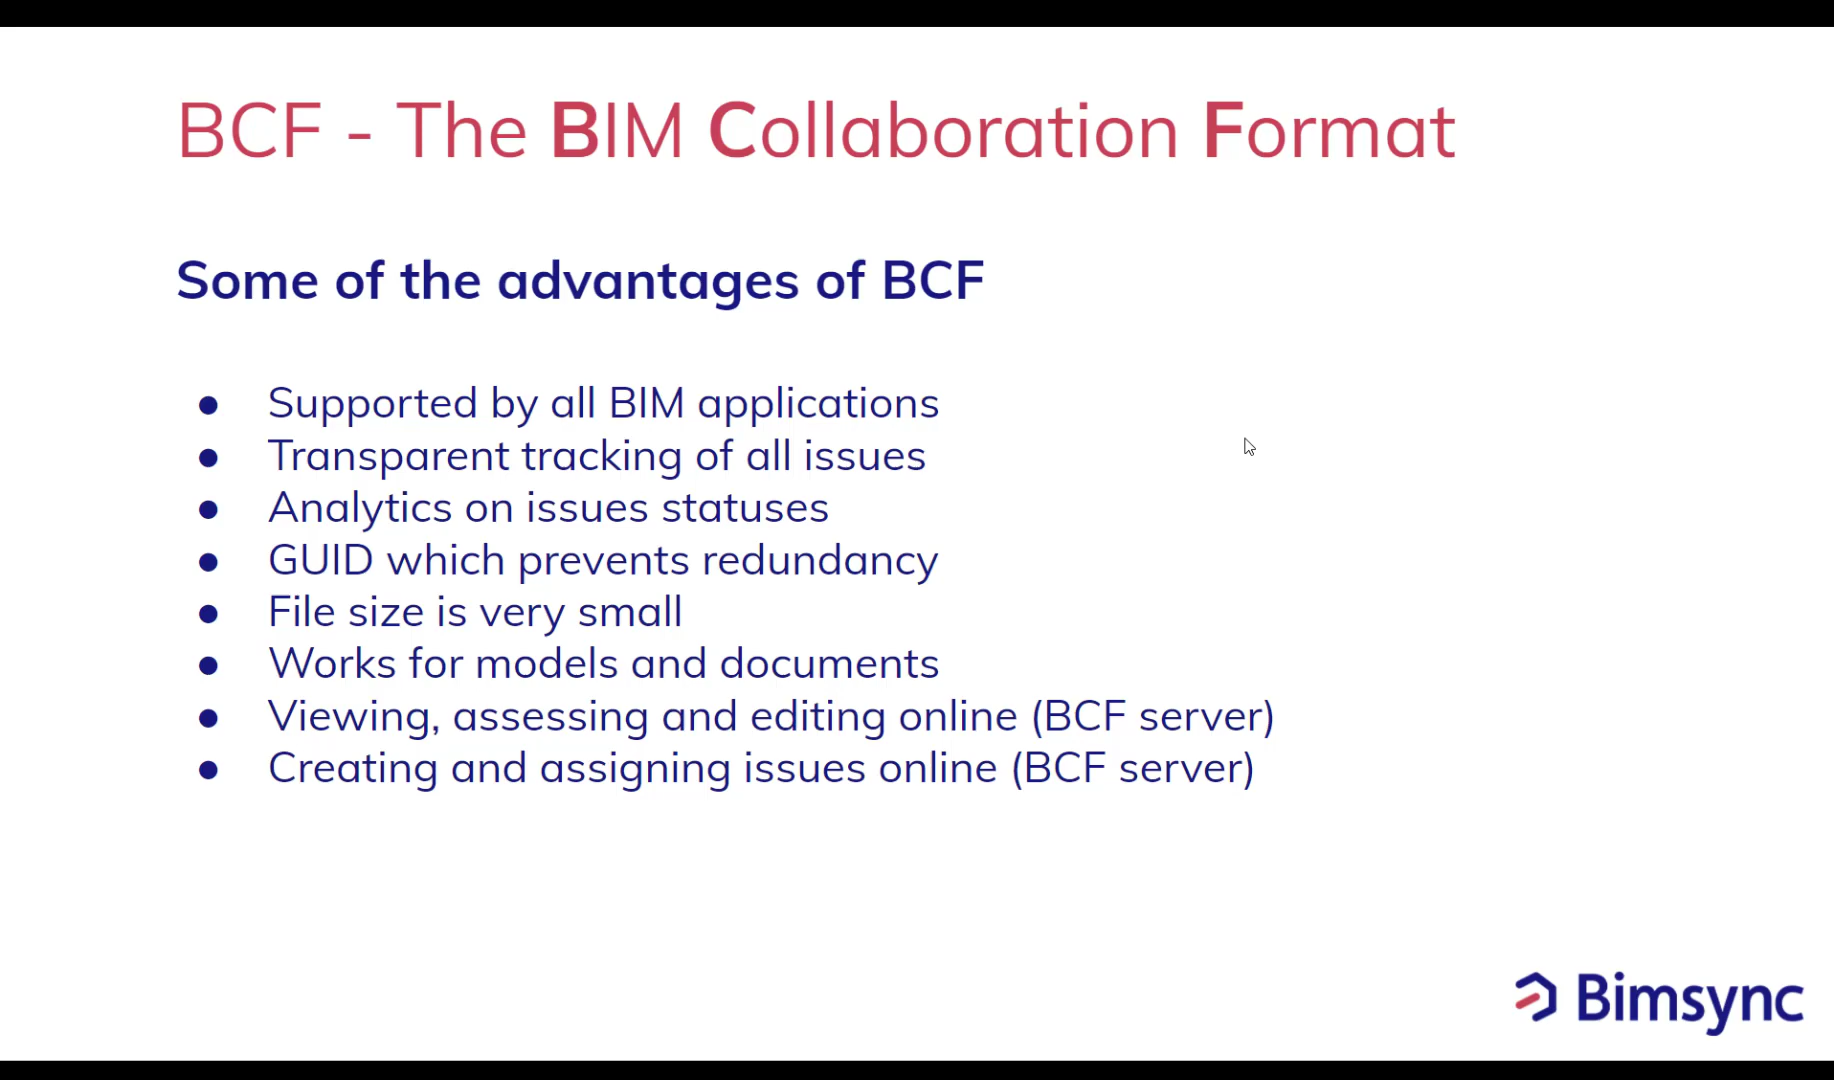 BCF - The BIM Collaboration Format
Some of the advantages of BCF
● Supported by all BIM applications
● Transparent tracking of all issues
● Analytics on issues statuses
● GUID which prevents redundancy
● File size is very small
● Works for models and documents
● Viewing, assessing and editing online (BCF server)
● Creating and assigning issues online (BCF server)
Bimsync